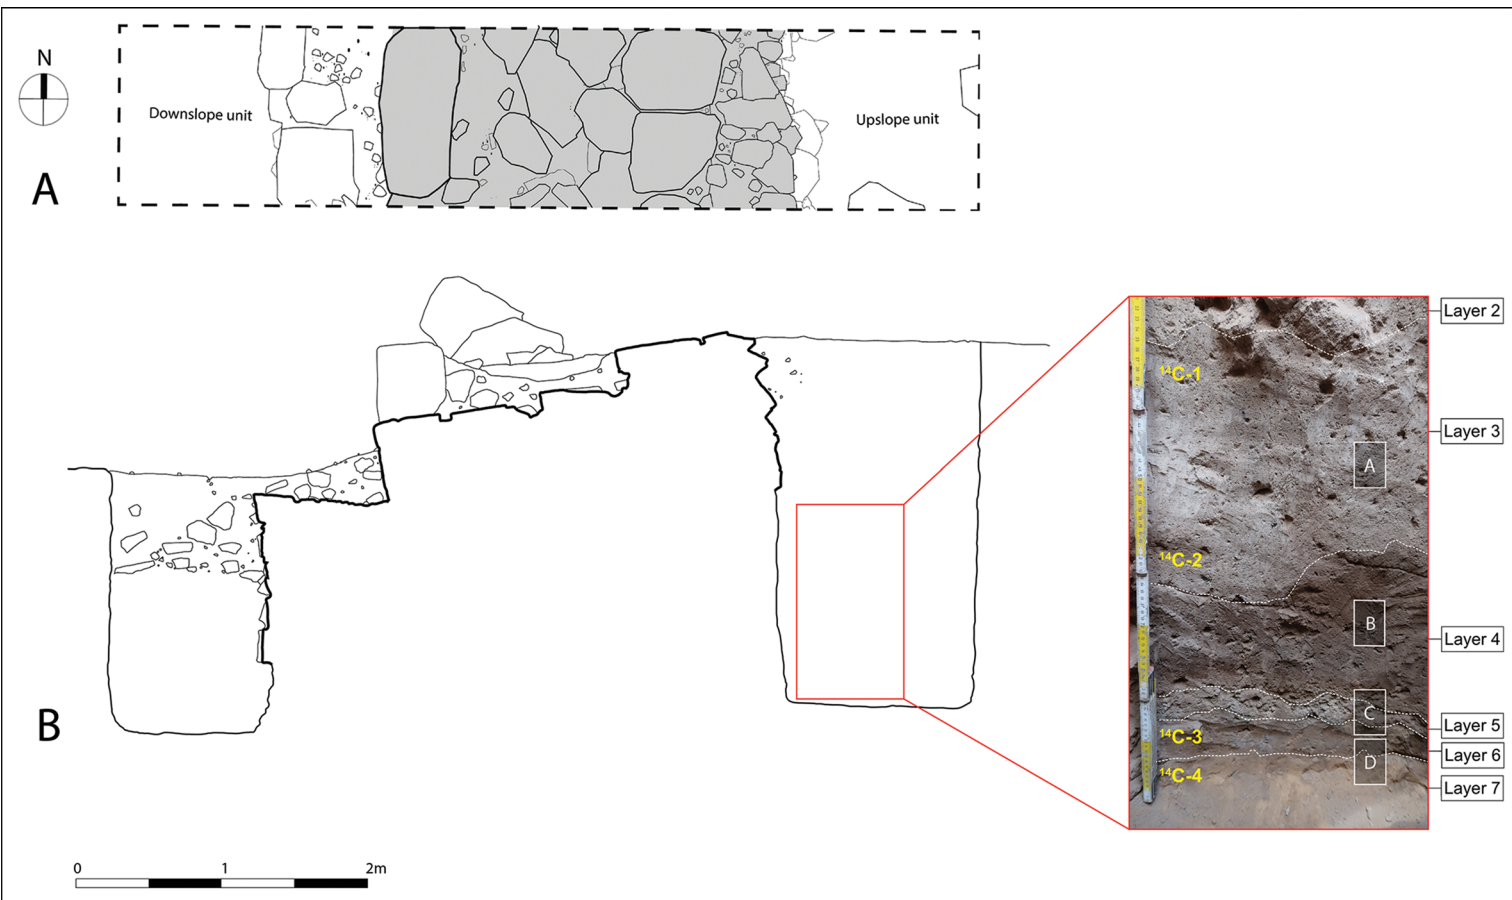 N
Downslope unit
Upslope unit
A
B
Layer 2
¹⁴C-1
Layer 3
A
¹⁴C-2
B
Layer 4
C
Layer 5
¹⁴C-3
Layer 6
D
¹⁴C-4
Layer 7
0 1 2m